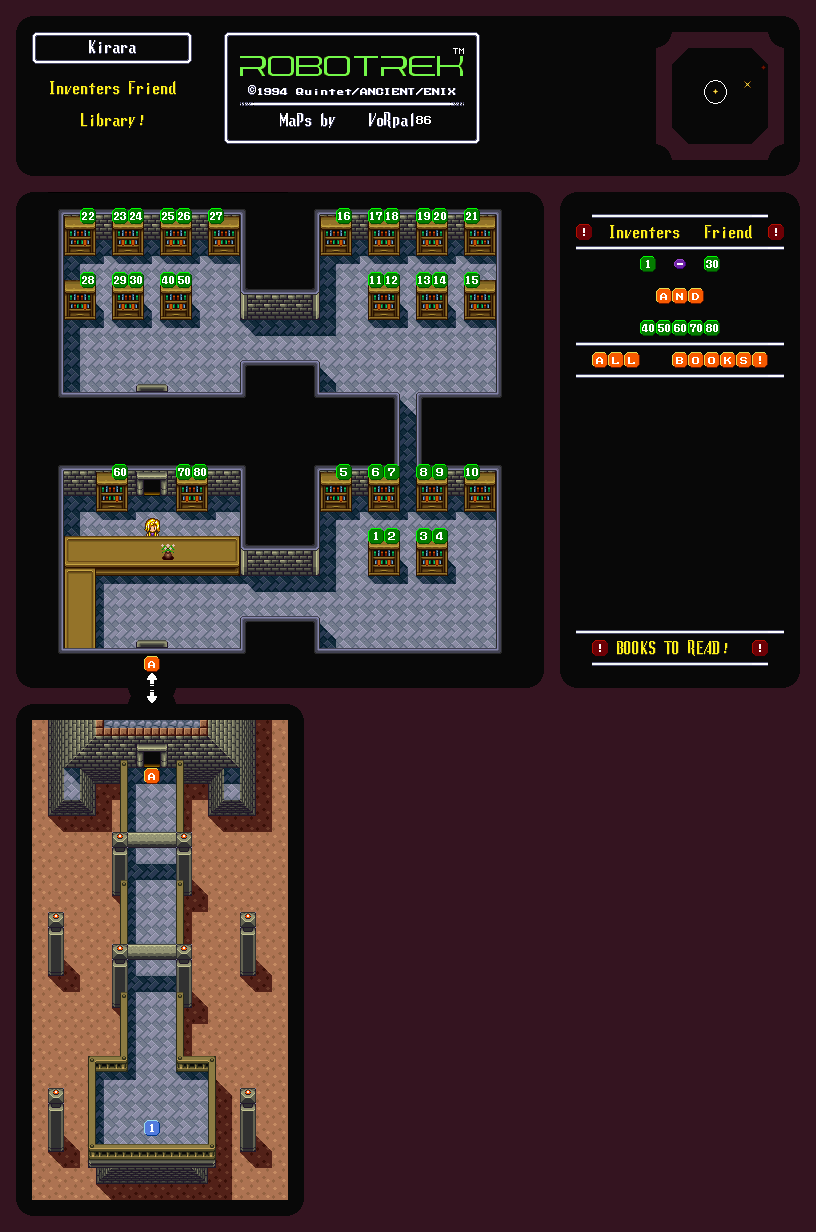 Kirara
Inventers Friend
Library!
ROBOTREK™
©1994 Quintet/ANCIENT/ENIX
MaPs by VoRpal86
22 23 24 25 26 27 16 17 18 19 20 21
28 29 30 40 50 11 12 13 14 15
60 70 80 5 6 7 8 9 10
1 2 3 4
A
A
1
! Inventers Friend !
1 - 30
AND
40 50 60 70 80
ALL BOOKS!
! BOOKS TO READ! !